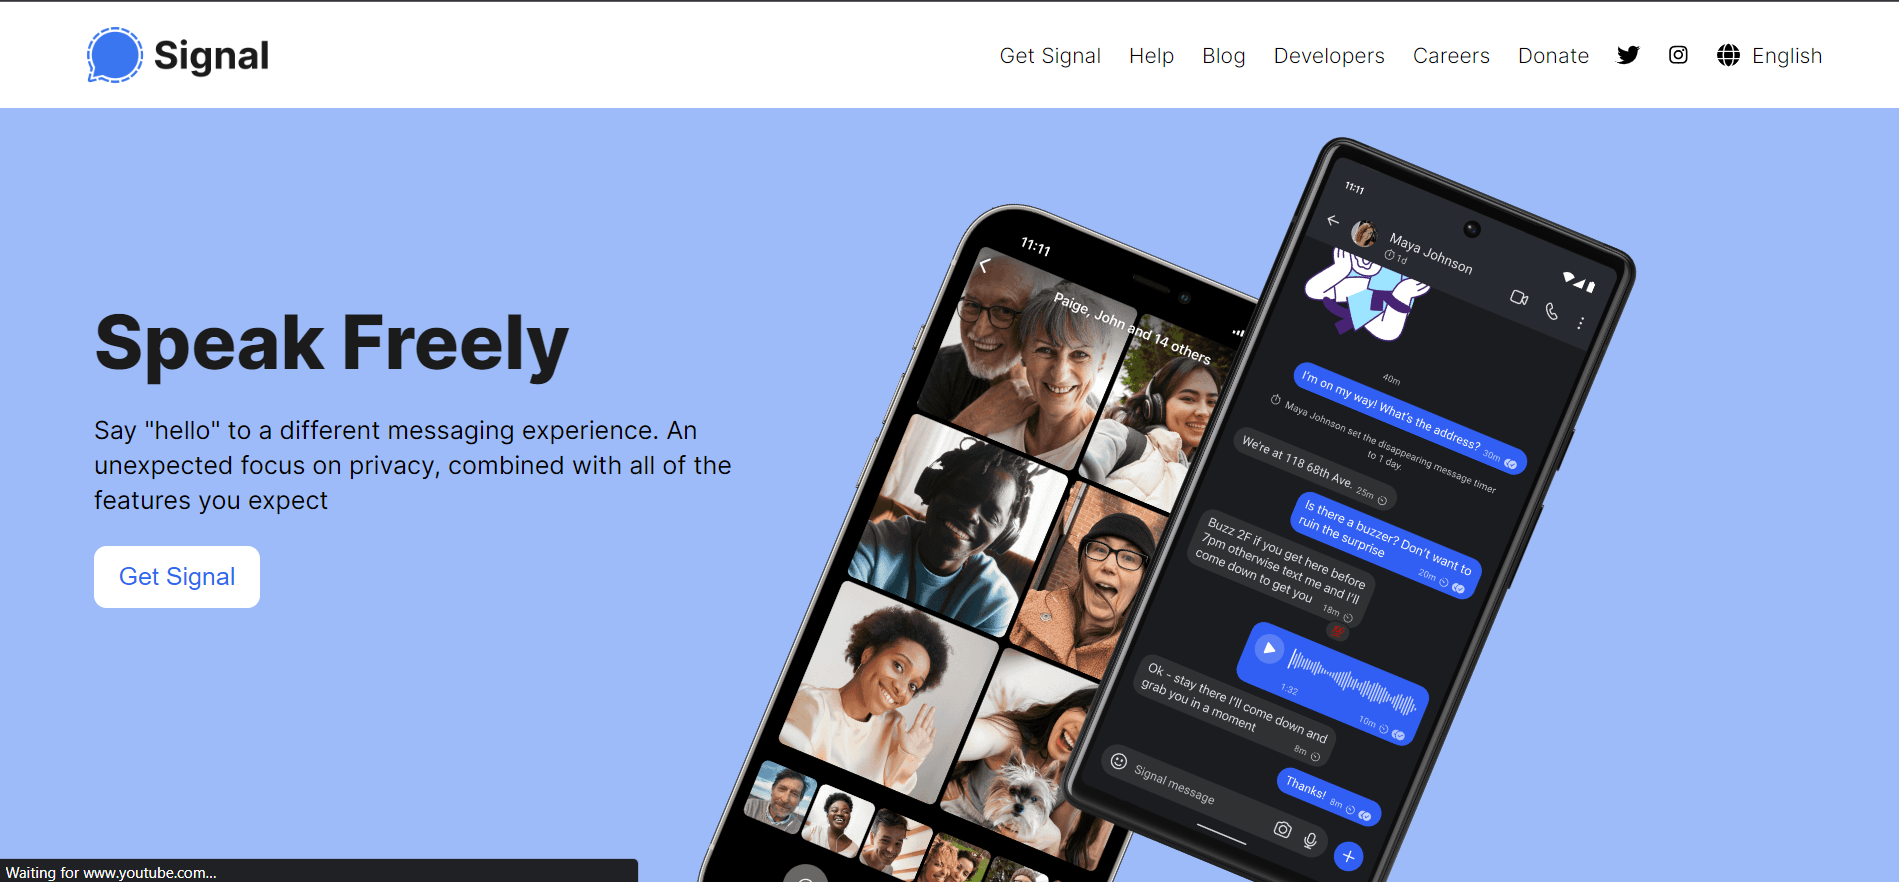 Signal
Get Signal Help Blog Developers Careers Donate English
Speak Freely
Say "hello" to a different messaging experience. An
unexpected focus on privacy, combined with all of the
features you expect
Get Signal
11:11
Paige, John and 14 others
11:11
Maya Johnson
1d
40m
I'm on my way! What's the address? 30m
Maya Johnson set the disappearing message timer
to 1 day.
We're at 118 68th Ave. 25m
Is there a buzzer? Don't want to
ruin the surprise
20m
Buzz 2F if you get here before
7pm otherwise text me and I'll
come down to get you 18m
💯
1:32
10m
Ok - stay there I'll come down and
grab you in a moment
8m
Thanks! 8m
Signal message
Waiting for www.youtube.com...